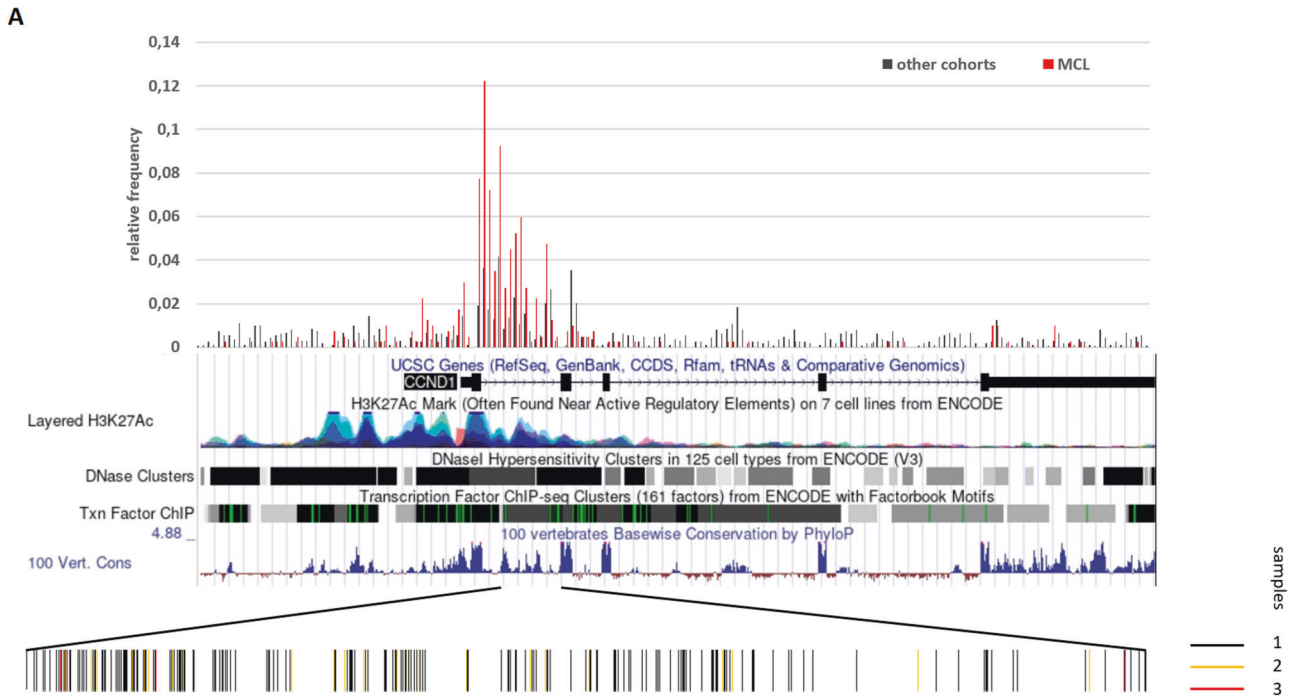 A
0,14
other cohorts
MCL
0,12
0,1
0,08
0,06
0,04
0,02
0
relative frequency
UCSC Genes (RefSeq, GenBank, CCDS, Rfam, tRNAs & Comparative Genomics)
CCND1
H3K27Ac Mark (Often Found Near Active Regulatory Elements) on 7 cell lines from ENCODE
Layered H3K27Ac
DNaseI Hypersensitivity Clusters in 125 cell types from ENCODE (V3)
DNase Clusters
Transcription Factor ChIP-seq Clusters (161 factors) from ENCODE with Factorbook Motifs
Txn Factor ChIP
4.88 _
100 vertebrates Basewise Conservation by PhyloP
100 Vert. Cons
samples
1
2
3